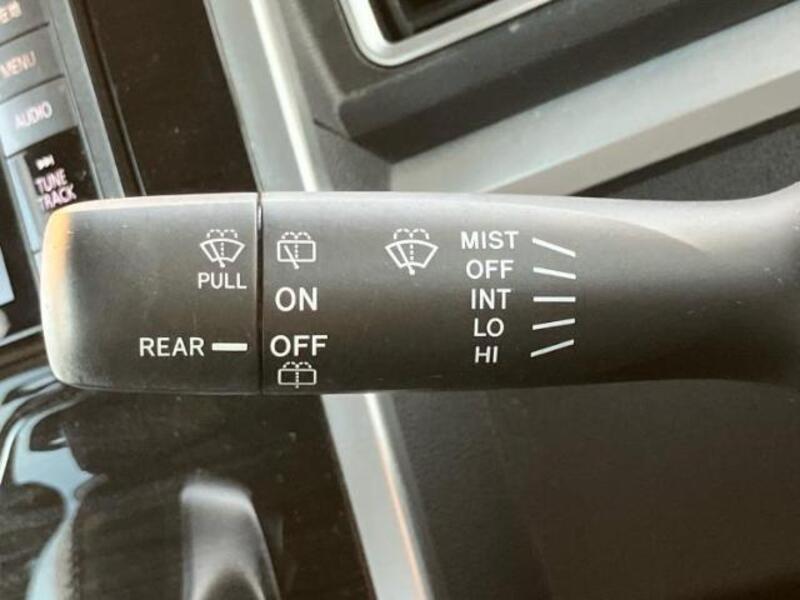 MENU
AUDIO
TUNE
TRACK
PULL
REAR
ON
OFF
MIST
OFF
INT
LO
HI